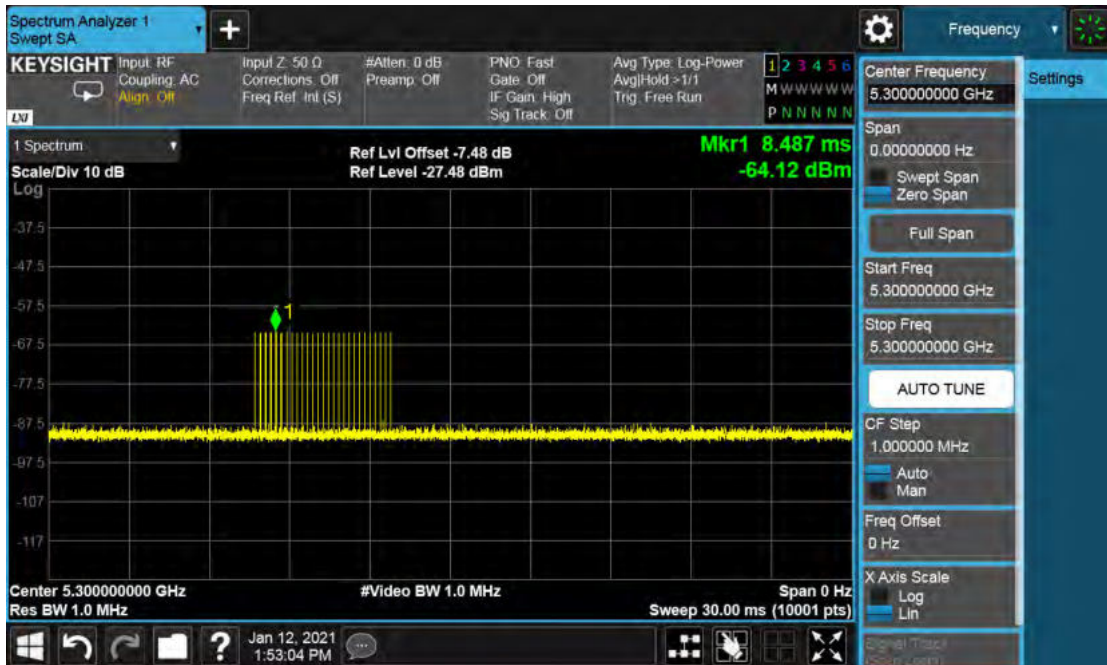 Spectrum Analyzer 1
Swept SA
+
Frequency
KEYSIGHT
LXI
Input: RF
Coupling: AC
Align: Off
Input Z: 50 Ω
Corrections: Off
Freq Ref: Int (S)
#Atten: 0 dB
Preamp: Off
PNO: Fast
Gate: Off
IF Gain: High
Sig Track: Off
Avg Type: Log-Power
Avg|Hold >1/1
Trig: Free Run
1 2 3 4 5 6
M W W W W W
P N N N N N
1 Spectrum
Scale/Div 10 dB
Log
Ref Lvl Offset -7.48 dB
Ref Level -27.48 dBm
Mkr1 8.487 ms
-64.12 dBm
-37.5
-47.5
-57.5
-67.5
-77.5
-87.5
-97.5
-107
-117
1
Center 5.300000000 GHz
Res BW 1.0 MHz
#Video BW 1.0 MHz
Span 0 Hz
Sweep 30.00 ms (10001 pts)
?
Jan 12, 2021
1:53:04 PM
Center Frequency
5.300000000 GHz
Settings
Span
0.00000000 Hz
Swept Span
Zero Span
Full Span
Start Freq
5.300000000 GHz
Stop Freq
5.300000000 GHz
AUTO TUNE
CF Step
1.000000 MHz
Auto
Man
Freq Offset
0 Hz
X Axis Scale
Log
Lin
Signal Track